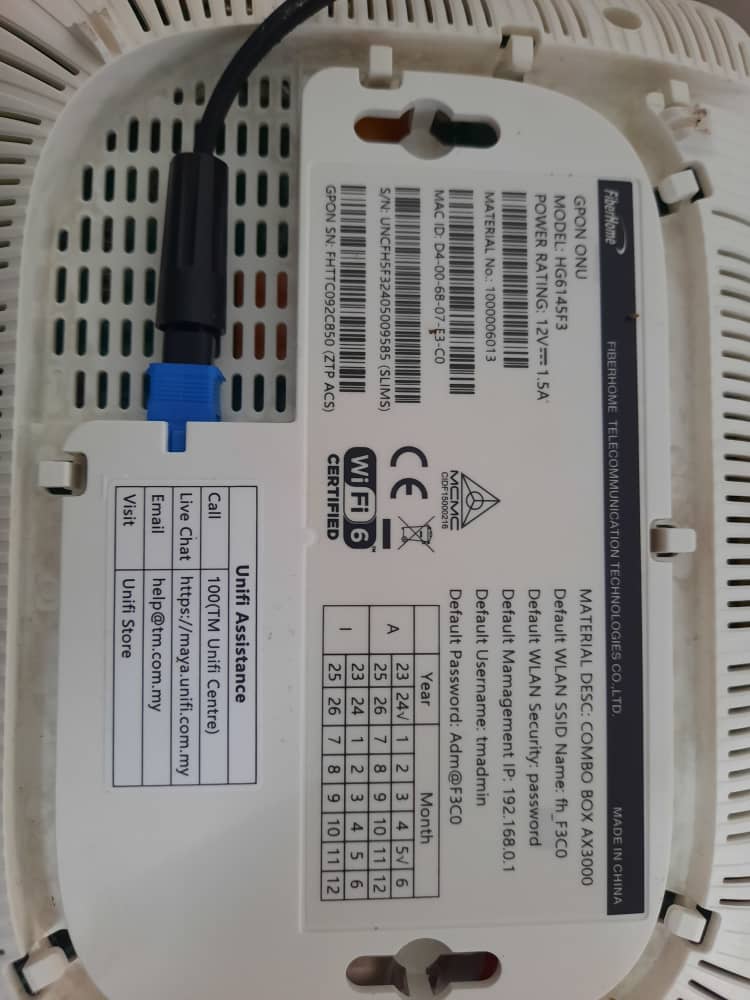 FiberHome
FIBERHOME TELECOMMUNICATION TECHNOLOGIES CO.,LTD.
MADE IN CHINA
GPON ONU
MODEL: HG6145F3
POWER RATING: 12V⎓1.5A
MATERIAL No.: 1000006013
MAC ID: D4-00-68-07-E3-C0
S/N: UNCFH5F32405009585 (SLIMS)
GPON SN: FHTTC092C850 (ZTP ACS)
MCMC
CIDF15000216
CE
Wi Fi 6™
CERTIFIED
MATERIAL DESC: COMBO BOX AX3000
Default WLAN SSID Name: fh_F3C0
Default WLAN Security: password
Default Mamagement IP: 192.168.0.1
Default Username: tmadmin
Default Password: Adm@F3C0
Year Month
A 23 24√ 1 2 3 4 5√ 6
25 26 7 8 9 10 11 12
I 23 24 1 2 3 4 5 6
25 26 7 8 9 10 11 12
Unifi Assistance
Call 100(TM Unifi Centre)
Live Chat https://maya.unifi.com.my
Email help@tm.com.my
Visit Unifi Store